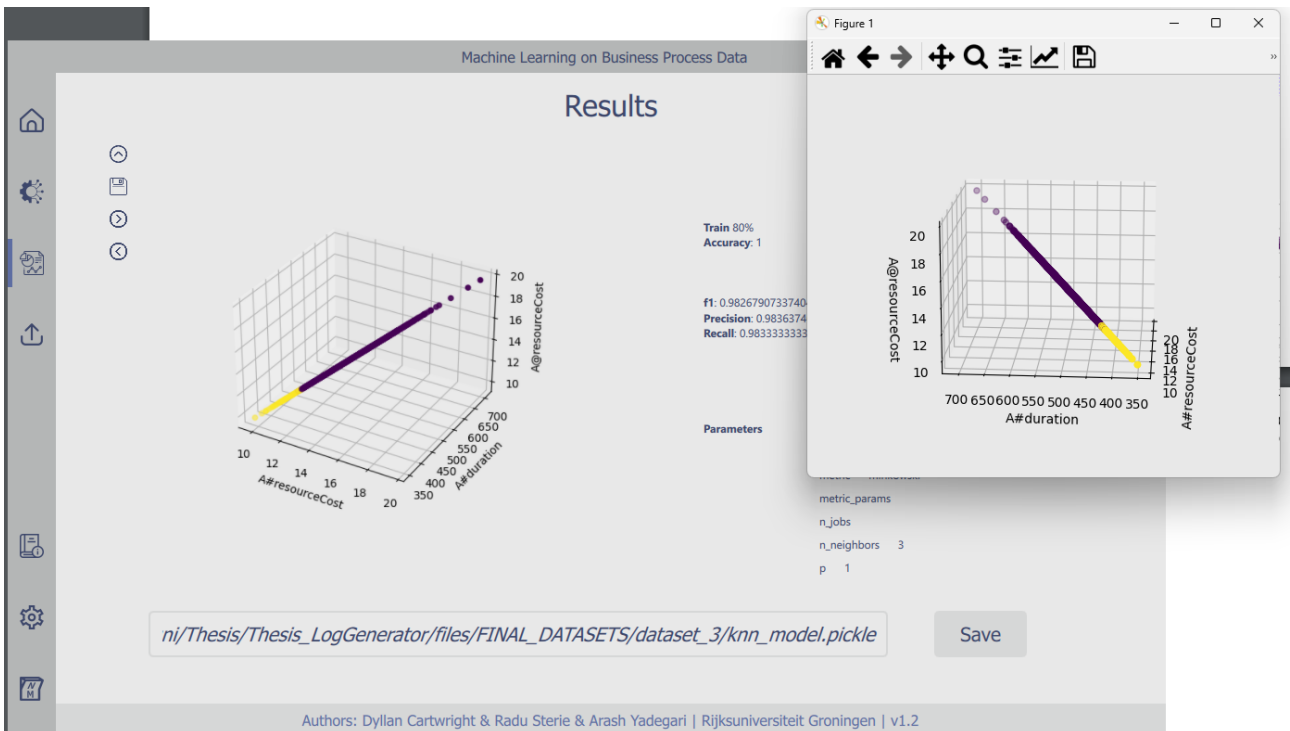 Figure 1
Machine Learning on Business Process Data
Results
Train 80%
Accuracy: 1
f1: 0.982679073374
Precision: 0.9836374
Recall: 0.9833333333
Parameters
metric_params
n_jobs
n_neighbors 3
p 1
20
18
16
14
12
10
A@resourceCost
700
650
600
550
500
450
400
350
A#duration
10
12
14
16
18
20
A#resourceCost
20
18
16
14
12
10
A@resourceCost
700 650 600 550 500 450 400 350
A#duration
20
18
16
14
12
10
A#resourceCost
ni/Thesis/Thesis_LogGenerator/files/FINAL_DATASETS/dataset_3/knn_model.pickle
Save
Authors: Dyllan Cartwright & Radu Sterie & Arash Yadegari | Rijksuniversiteit Groningen | v1.2